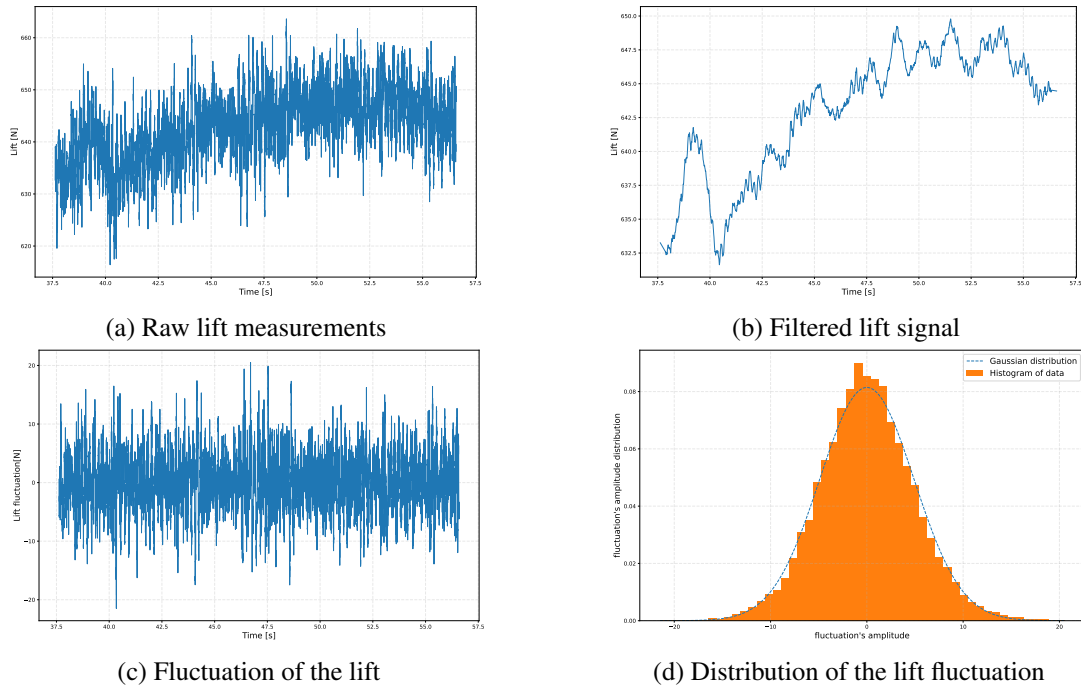 660
650
640
630
620
Lift [N]
37.5 40.0 42.5 45.0 47.5 50.0 52.5 55.0 57.5
Time [s]
(a) Raw lift measurements
650.0
647.5
645.0
642.5
640.0
637.5
635.0
632.5
Lift [N]
37.5 40.0 42.5 45.0 47.5 50.0 52.5 55.0 57.5
Time [s]
(b) Filtered lift signal
20
10
0
−10
−20
Lift fluctuation[N]
37.5 40.0 42.5 45.0 47.5 50.0 52.5 55.0 57.5
Time [s]
(c) Fluctuation of the lift
Gaussian distribution
Histogram of data
0.08
0.06
0.04
0.02
0.00
fluctuation's amplitude distribution
−20 −10 0 10 20
fluctuation's amplitude
(d) Distribution of the lift fluctuation